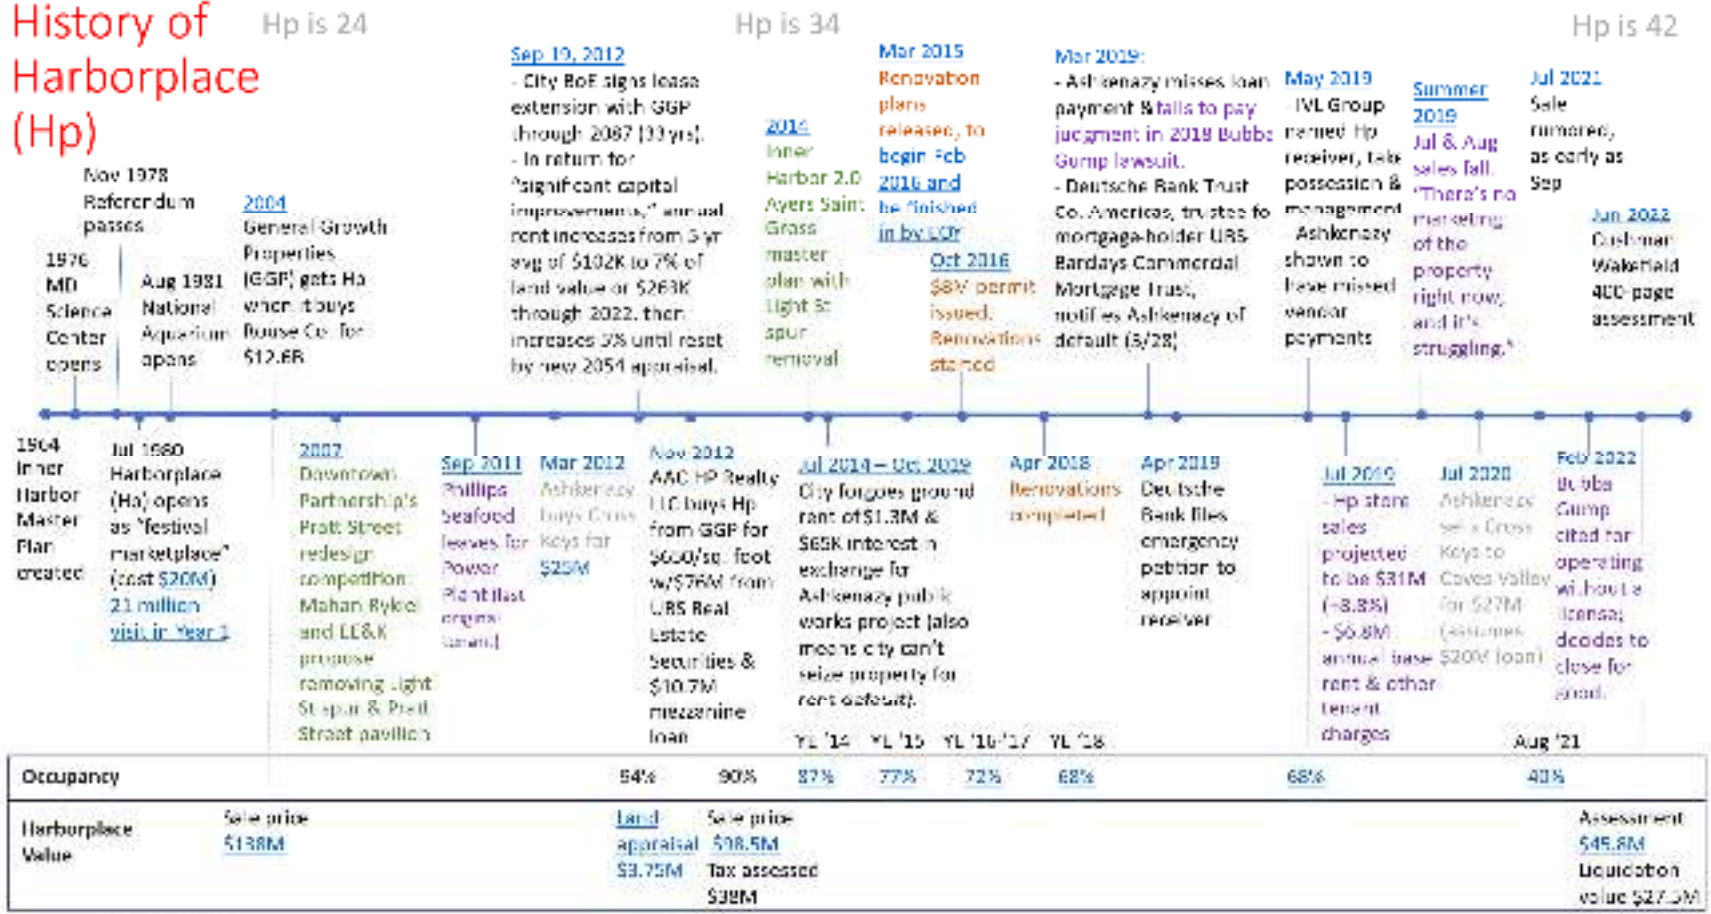 History of
Harborplace
(Hp)
Hp is 24
Hp is 34
Hp is 42
1976
MD
Science
Center
opens
Nov 1978
Referendum
passes
Aug 1981
National
Aquarium
opens
2004
General Growth
Properties
(GGP) gets Hp
when it buys
Rouse Co. for
$12.6B
Sep 19, 2012
- City BoE signs lease
extension with GGP
through 2087 (33 yrs).
- In return for
"significant capital
improvements," annual
rent increases from 5-yr
avg of $102K to 7% of
land value or $263K
through 2022, then
increases 5% until reset
by new 2054 appraisal.
2014
Inner
Harbor 2.0
Ayers Saint
Gross
master
plan with
Light St
spur
removal
Mar 2015
Renovation
plans
released, to
begin Feb
2016 and
be finished
in by EOY
Oct 2016
$8M permit
issued.
Renovations
started
Mar 2019:
- Ashkenazy misses loan
payment & fails to pay
judgment in 2018 Bubba
Gump lawsuit.
- Deutsche Bank Trust
Co. Americas, trustee fo
mortgage-holder UBS-
Barclays Commercial
Mortgage Trust,
notifies Ashkenazy of
default (3/28)
May 2019
- IVL Group
named Hp
receiver, take
possession &
management
- Ashkenazy
shown to
have missed
vendor
payments
Summer
2019
Jul & Aug
sales fall.
"There's no
marketing
of the
property
right now,
and it's
struggling."
Jul 2021
Sale
rumored,
as early as
Sep
Jun 2022
Cushman
Wakefield
400-page
assessment
1964
Inner
Harbor
Master
Plan
created
Jul 1980
Harborplace
(Hp) opens
as "festival
marketplace"
(cost $20M)
21 million
visit in Year 1
2007
Downtown
Partnership's
Pratt Street
redesign
competition:
Mahan Rykiel
and EE&K
propose
removing Light
St spur & Pratt
Street pavilion
Sep 2011
Phillips
Seafood
leaves for
Power
Plant (last
original
tenant)
Mar 2012
Ashkenazy
buys Cross
Keys for
$25M
Nov 2012
AAC HP Realty
LLC buys Hp
from GGP for
$650/sq. foot
w/$76M from
UBS Real
Estate
Securities &
$10.7M
mezzanine
loan
Jul 2014 – Oct 2019
City forgoes ground
rent of $1.3M &
$65K interest in
exchange for
Ashkenazy public
works project (also
means city can't
seize property for
rent default).
Apr 2018
Renovations
completed
Apr 2019
Deutsche
Bank files
emergency
petition to
appoint
receiver
Jul 2019
- Hp store
sales
projected
to be $31M
- $6.8M
annual base
rent & other
tenant
charges
Jul 2020
Ashkenazy
sells Cross
Keys to
Caves Valley
for $27M
(assumes
$20M loan)
Feb 2022
Bubba
Gump
cited for
operating
without a
license;
decides to
close for
good.
YE '14 YE '15 YE '16-'17 YE '18 Aug '21
Occupancy 94% 90% 87% 77% 72% 68% 68% 40%
Harborplace
Value
Sale price
$138M
Land
appraisal
$3.75M
Sale price
$98.5M
Tax assessed
$38M
Assessment
$45.8M
Liquidation
value $27.5M